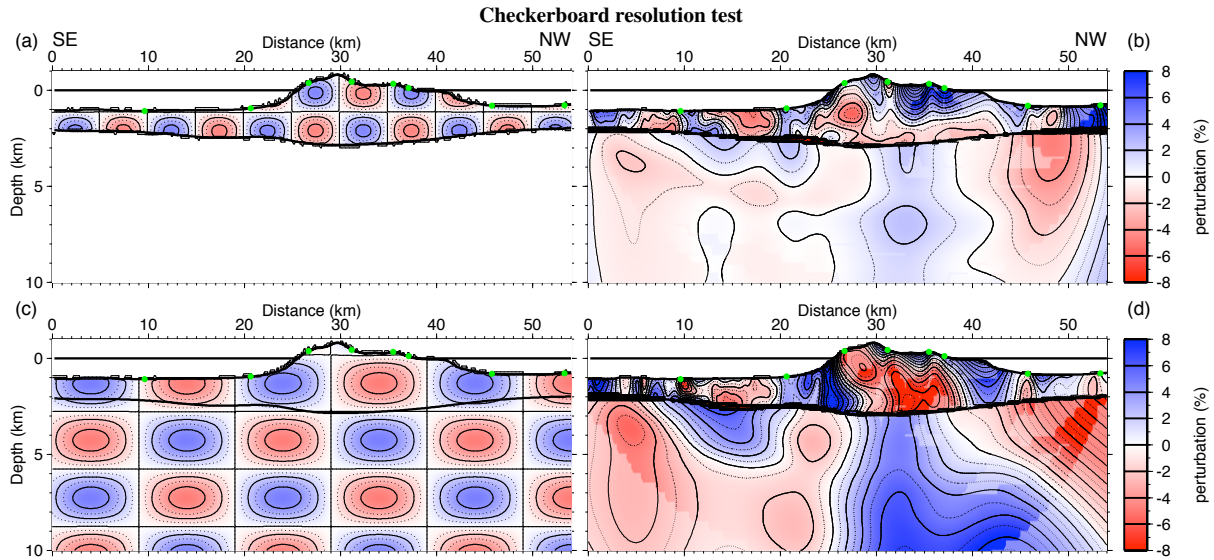 Checkerboard resolution test
(a) SE Distance (km) NW SE Distance (km) NW (b)
0 10 20 30 40 50 0 10 20 30 40 50
Depth (km)
0
5
10
8
6
4
2
0
-2
-4
-6
-8
perturbation (%)
(c) Distance (km) Distance (km) (d)
0 10 20 30 40 50 0 10 20 30 40 50
Depth (km)
0
5
10
8
6
4
2
0
-2
-4
-6
-8
perturbation (%)